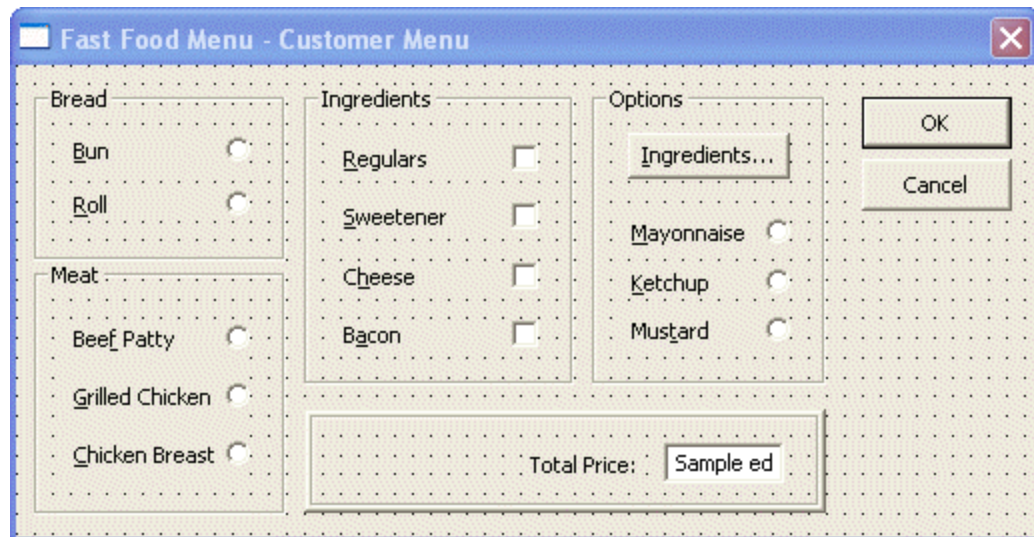 Fast Food Menu - Customer Menu
Bread
Bun
Roll
Meat
Beef Patty
Grilled Chicken
Chicken Breast
Ingredients
Regulars
Sweetener
Cheese
Bacon
Options
Ingredients...
Mayonnaise
Ketchup
Mustard
Total Price:
Sample ed
OK
Cancel